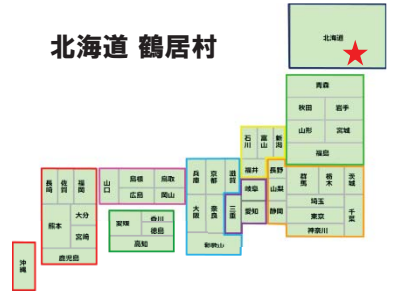 北海道 鶴居村
北海道
青森
秋田 岩手
山形 宮城
福島
石川 富山 新潟
福井 長野
岐阜 山梨
愛知 静岡
群馬 栃木 茨城
埼玉
東京 千葉
神奈川
兵庫 京都 滋賀
大阪 奈良 三重
和歌山
山口 島根 鳥取
広島 岡山
愛媛 香川
徳島
高知
長崎 佐賀 福岡
熊本 大分
宮崎
鹿児島
沖縄